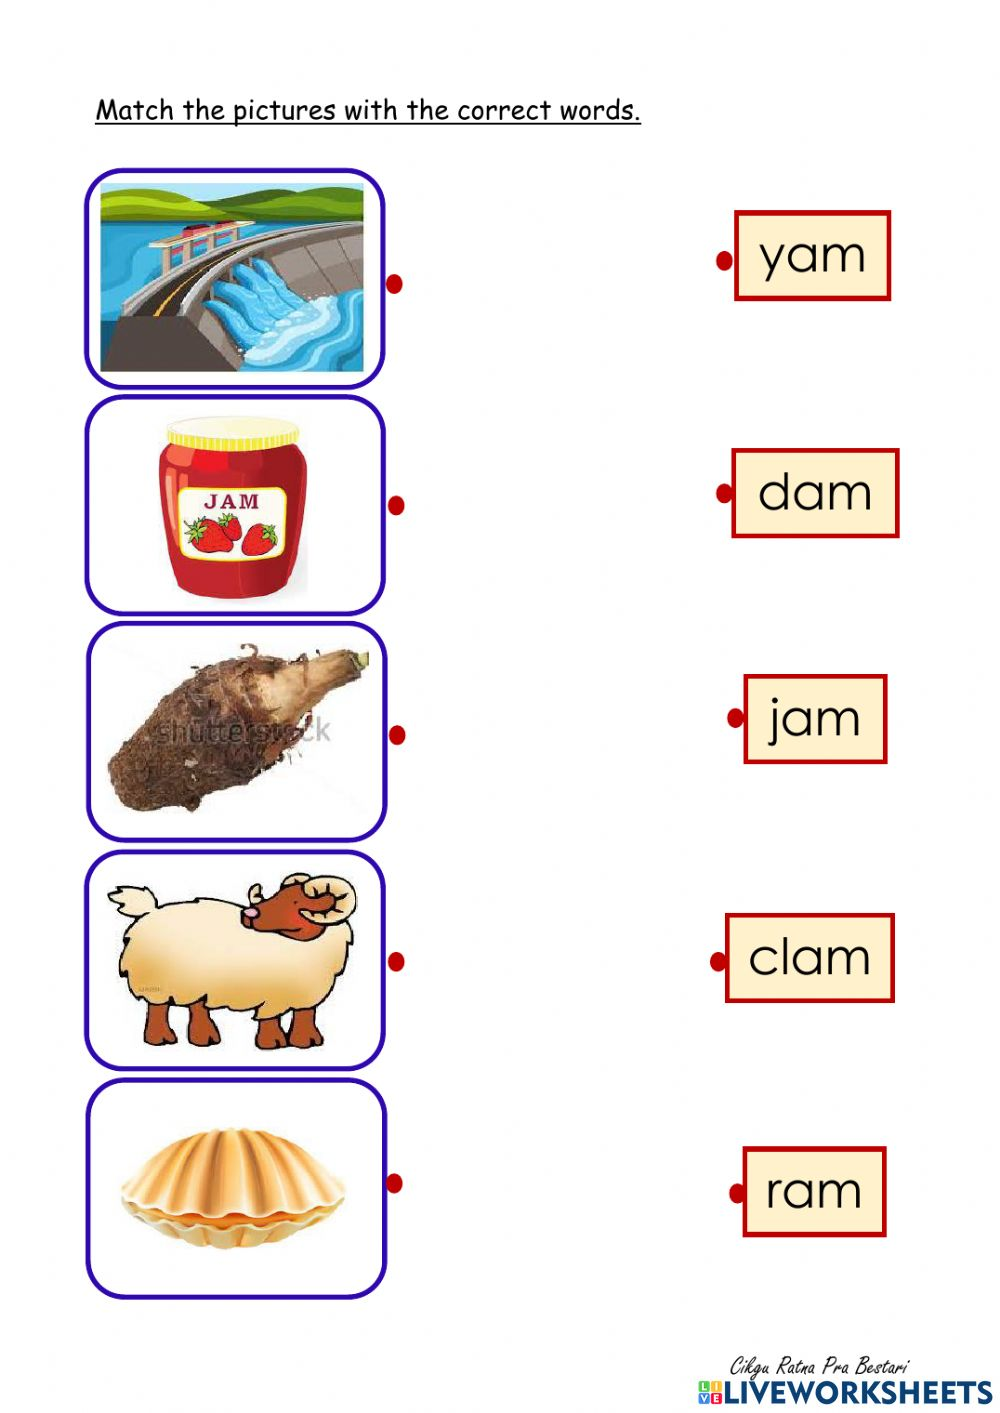 Match the pictures with the correct words.
yam
JAM
dam
shutterstock
jam
clam
ram
Cikgu Ratna Pra Bestari
LIVE LIVEWORKSHEETS